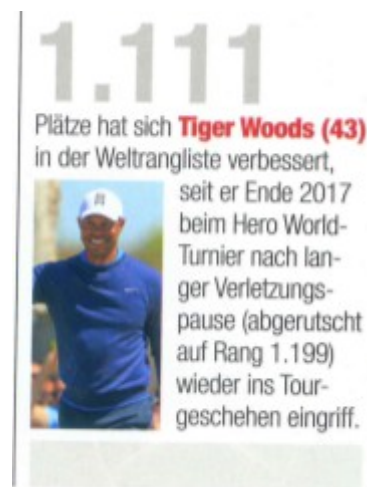 1.111
Plätze hat sich Tiger Woods (43)
in der Weltrangliste verbessert,
seit er Ende 2017
beim Hero World-
Turnier nach lan-
ger Verletzungs-
pause (abgerutscht
auf Rang 1.199)
wieder ins Tour-
geschehen eingriff.